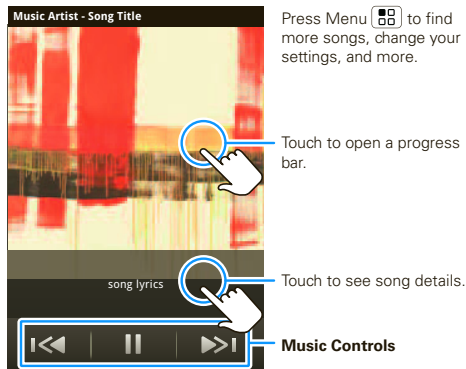 Music Artist - Song Title
Press Menu to find
more songs, change your
settings, and more.
Touch to open a progress
bar.
song lyrics
Touch to see song details.
Music Controls